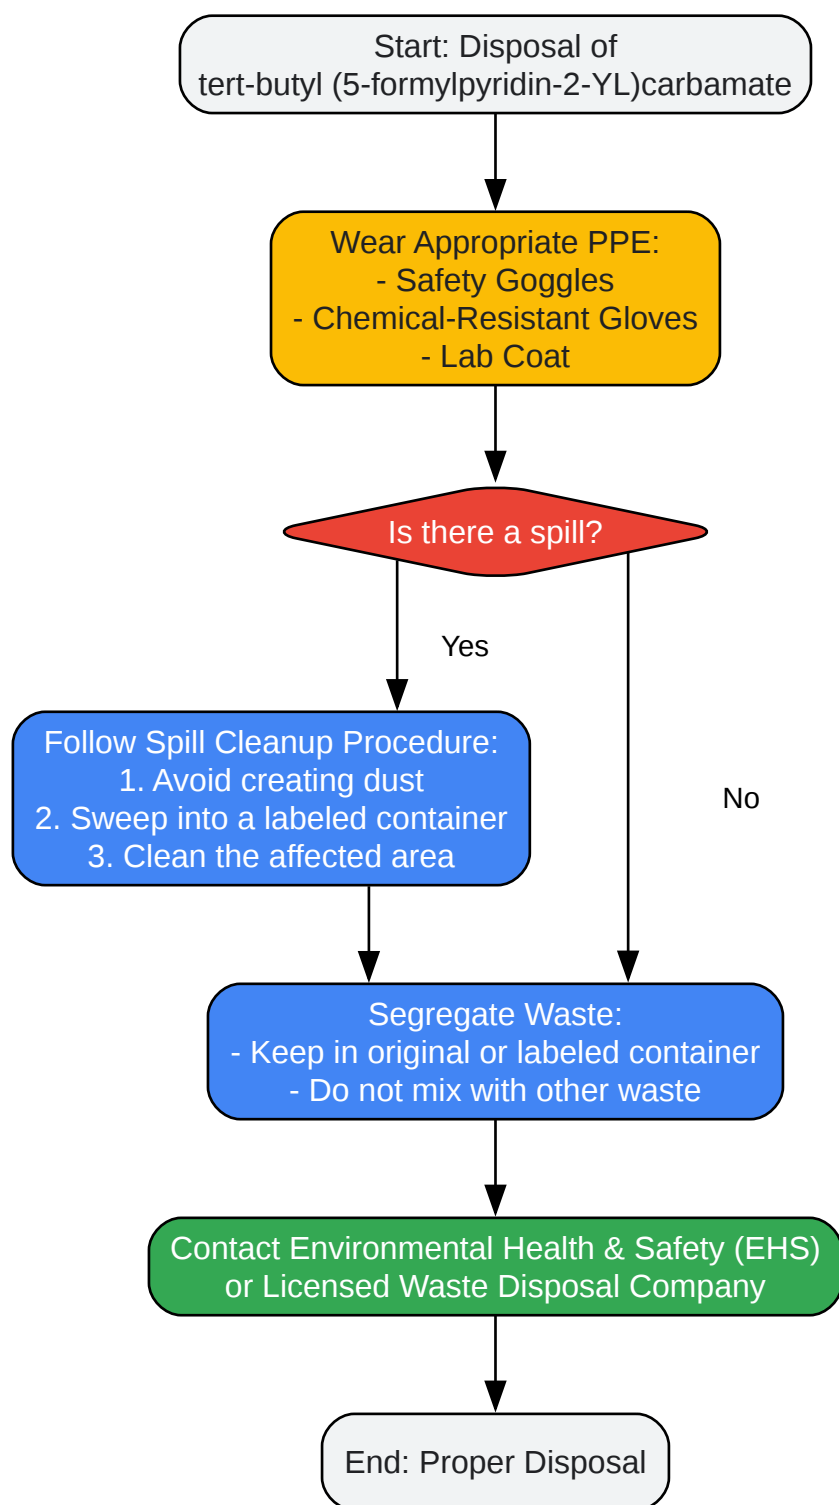 Start: Disposal of
tert-butyl (5-formylpyridin-2-YL)carbamate
Wear Appropriate PPE:
- Safety Goggles
- Chemical-Resistant Gloves
- Lab Coat
Is there a spill?
Yes
Follow Spill Cleanup Procedure:
1. Avoid creating dust
2. Sweep into a labeled container
3. Clean the affected area
No
Segregate Waste:
- Keep in original or labeled container
- Do not mix with other waste
Contact Environmental Health & Safety (EHS)
or Licensed Waste Disposal Company
End: Proper Disposal